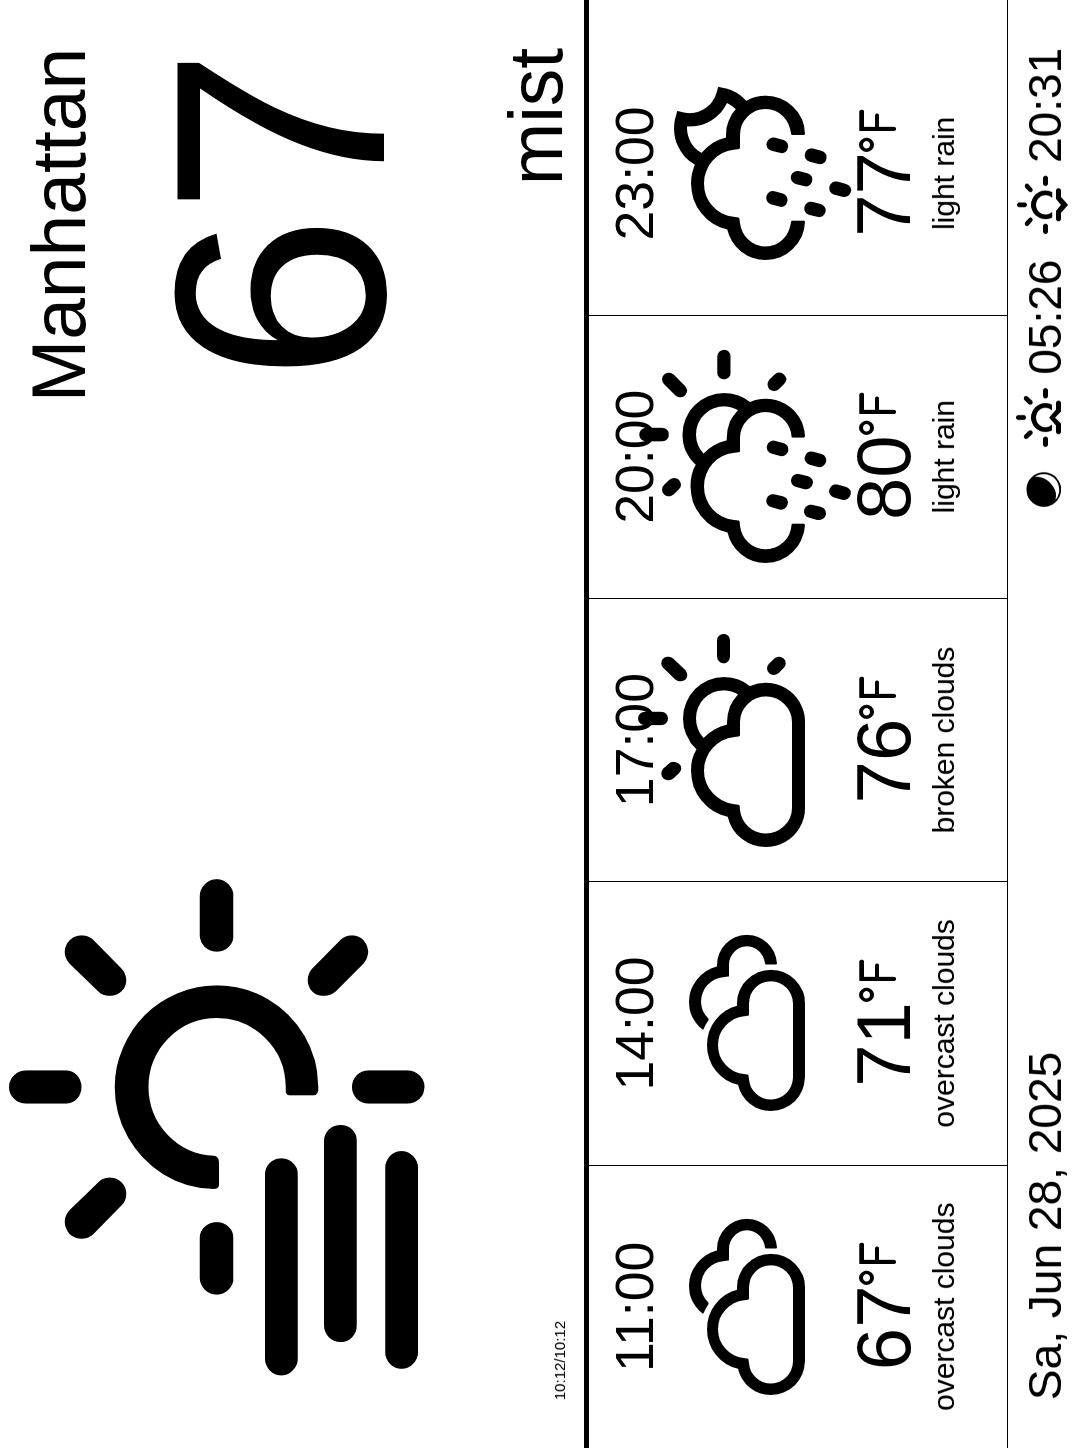 Manhattan
67
mist
10:12/10:12
11:00 14:00 17:00 20:00 23:00
67°F 71°F 76°F 80°F 77°F
overcast clouds overcast clouds broken clouds light rain light rain
Sa, Jun 28, 2025 05:26 20:31